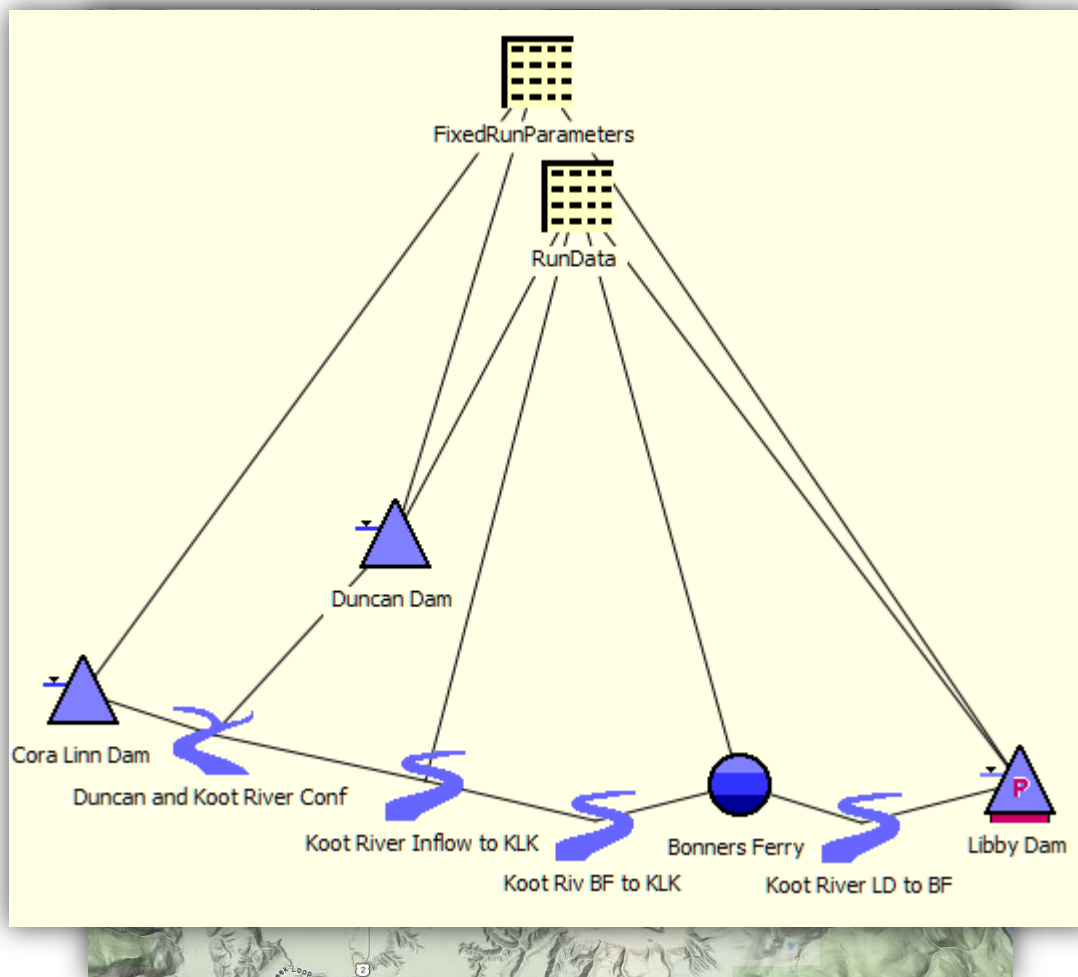 FixedRunParameters
RunData
Duncan Dam
Cora Linn Dam
P
Duncan and Koot River Conf
Koot River Inflow to KLK
Bonners Ferry
Libby Dam
Koot Riv BF to KLK
Koot River LD to BF
2